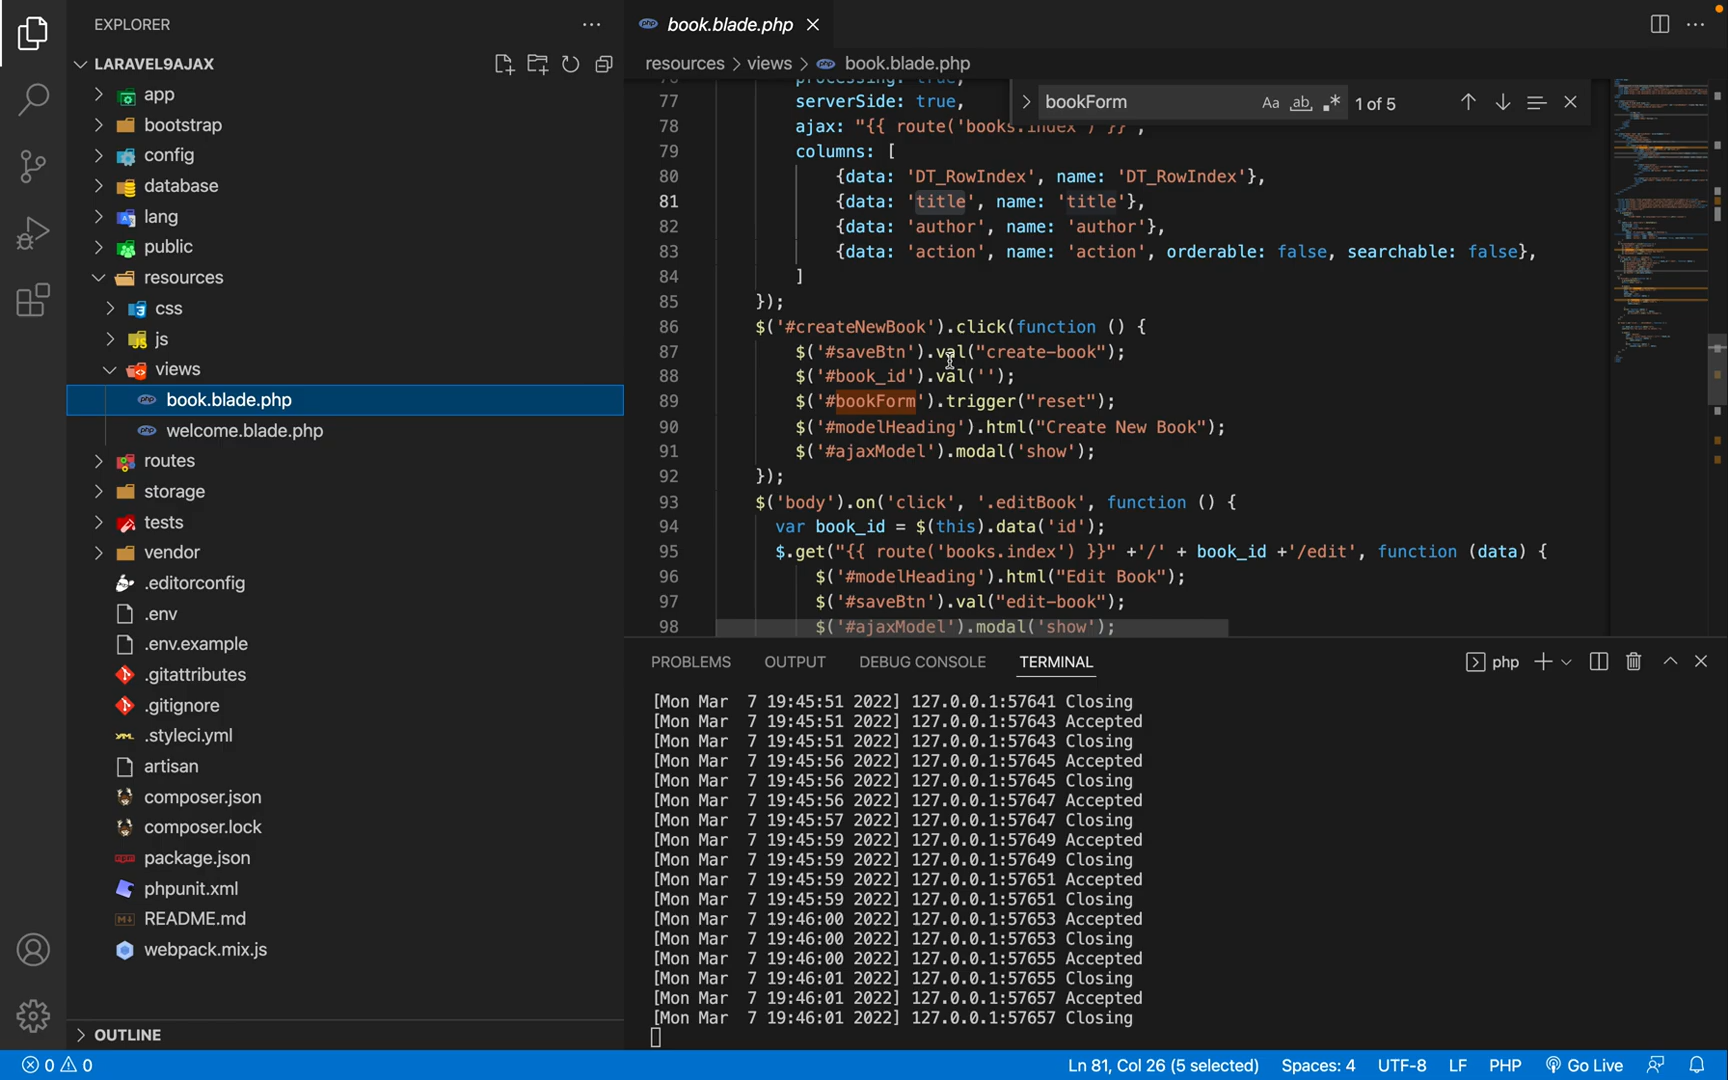 EXPLORER
LARAVEL9AJAX
app
bootstrap
config
database
lang
public
resources
css
js
views
book.blade.php
welcome.blade.php
routes
storage
tests
vendor
.editorconfig
.env
.env.example
.gitattributes
.gitignore
.styleci.yml
artisan
composer.json
composer.lock
package.json
phpunit.xml
README.md
webpack.mix.js
OUTLINE
book.blade.php
resources > views > book.blade.php
bookForm Aa ab 1 of 5
76 processing: true,
77 serverSide: true,
78 ajax: "{{ route('books.index') }}",
79 columns: [
80 {data: 'DT_RowIndex', name: 'DT_RowIndex'},
81 {data: 'title', name: 'title'},
82 {data: 'author', name: 'author'},
83 {data: 'action', name: 'action', orderable: false, searchable: false},
84 ]
85 });
86 $('#createNewBook').click(function () {
87 $('#saveBtn').val("create-book");
88 $('#book_id').val('');
89 $('#bookForm').trigger("reset");
90 $('#modelHeading').html("Create New Book");
91 $('#ajaxModel').modal('show');
92 });
93 $('body').on('click', '.editBook', function () {
94 var book_id = $(this).data('id');
95 $.get("{{ route('books.index') }}" +'/' + book_id +'/edit', function (data) {
96 $('#modelHeading').html("Edit Book");
97 $('#saveBtn').val("edit-book");
98 $('#ajaxModel').modal('show');
PROBLEMS OUTPUT DEBUG CONSOLE TERMINAL php
[Mon Mar  7 19:45:51 2022] 127.0.0.1:57641 Closing
[Mon Mar  7 19:45:51 2022] 127.0.0.1:57643 Accepted
[Mon Mar  7 19:45:51 2022] 127.0.0.1:57643 Closing
[Mon Mar  7 19:45:56 2022] 127.0.0.1:57645 Accepted
[Mon Mar  7 19:45:56 2022] 127.0.0.1:57645 Closing
[Mon Mar  7 19:45:56 2022] 127.0.0.1:57647 Accepted
[Mon Mar  7 19:45:57 2022] 127.0.0.1:57647 Closing
[Mon Mar  7 19:45:59 2022] 127.0.0.1:57649 Accepted
[Mon Mar  7 19:45:59 2022] 127.0.0.1:57649 Closing
[Mon Mar  7 19:45:59 2022] 127.0.0.1:57651 Accepted
[Mon Mar  7 19:45:59 2022] 127.0.0.1:57651 Closing
[Mon Mar  7 19:46:00 2022] 127.0.0.1:57653 Accepted
[Mon Mar  7 19:46:00 2022] 127.0.0.1:57653 Closing
[Mon Mar  7 19:46:00 2022] 127.0.0.1:57655 Accepted
[Mon Mar  7 19:46:01 2022] 127.0.0.1:57655 Closing
[Mon Mar  7 19:46:01 2022] 127.0.0.1:57657 Accepted
[Mon Mar  7 19:46:01 2022] 127.0.0.1:57657 Closing
0 0 Ln 81, Col 26 (5 selected) Spaces: 4 UTF-8 LF PHP Go Live